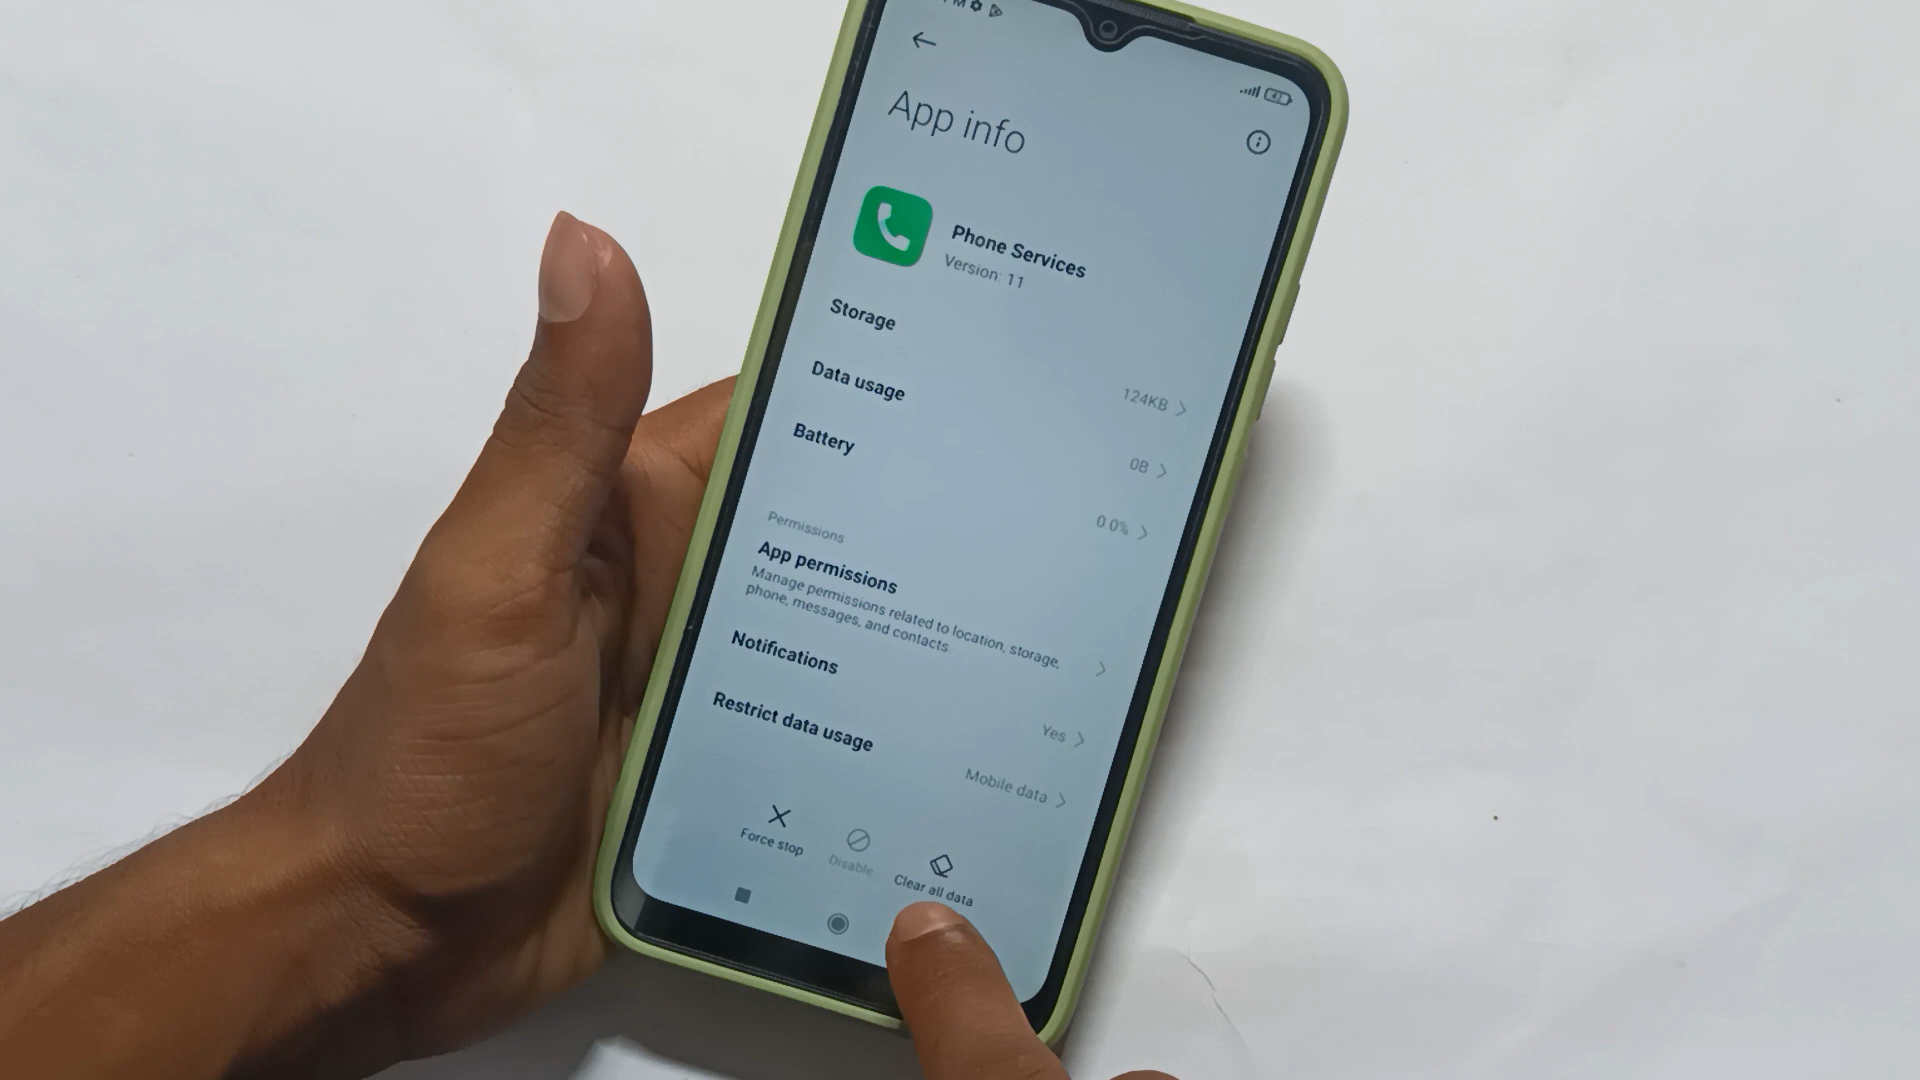 App info
Phone Services
Version: 11
Storage
124KB
Data usage
0B
Battery
0.0%
Permissions
App permissions
Manage permissions related to location, storage,
phone, messages, and contacts
Notifications
Yes
Restrict data usage
Mobile data
Force stop
Disable
Clear all data